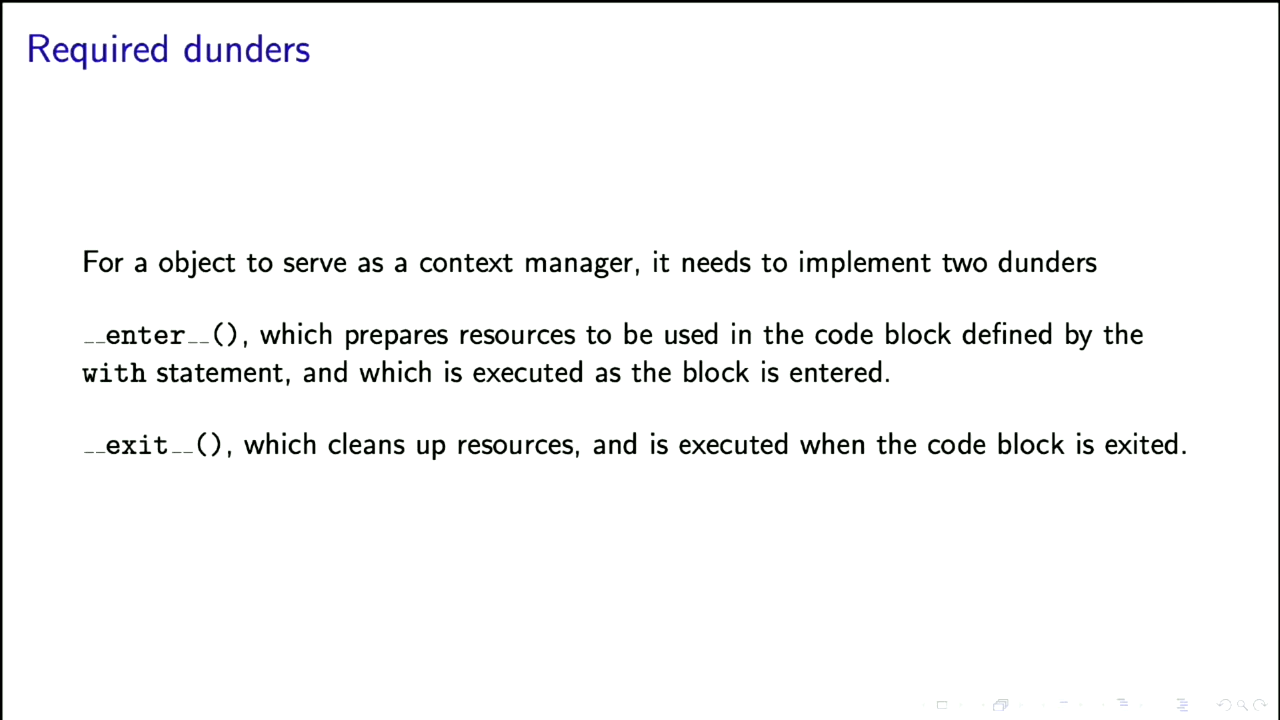 Required dunders
For a object to serve as a context manager, it needs to implement two dunders
__enter__(), which prepares resources to be used in the code block defined by the
with statement, and which is executed as the block is entered.
__exit__(), which cleans up resources, and is executed when the code block is exited.